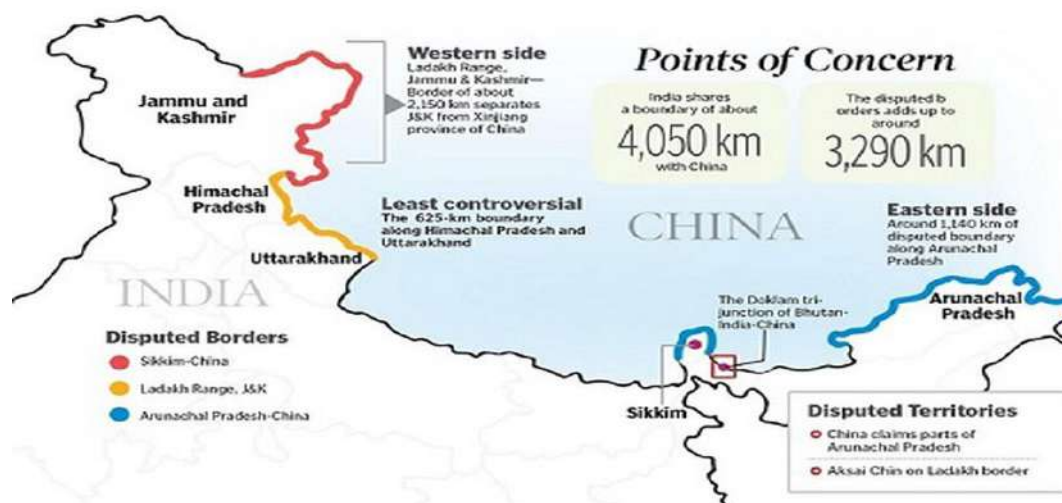 Points of Concern
Western side
Ladakh Range,
Jammu & Kashmir—
Border of about
2,150 km separates
J&K from Xinjiang
province of China
India shares
a boundary of about
4,050 km
with China
The disputed b
orders adds up to
around
3,290 km
Jammu and
Kashmir
Himachal
Pradesh
Uttarakhand
Least controversial
The 625-km boundary
along Himachal Pradesh and
Uttarakhand
CHINA
Eastern side
Around 1,140 km of
disputed boundary
along Arunachal
Pradesh
INDIA
The Doklam tri-
junction of Bhutan-
India-China
Arunachal
Pradesh
Sikkim
Disputed Borders
Sikkim-China
Ladakh Range, J&K
Arunachal Pradesh-China
Disputed Territories
China claims parts of
Arunachal Pradesh
Aksai Chin on Ladakh border